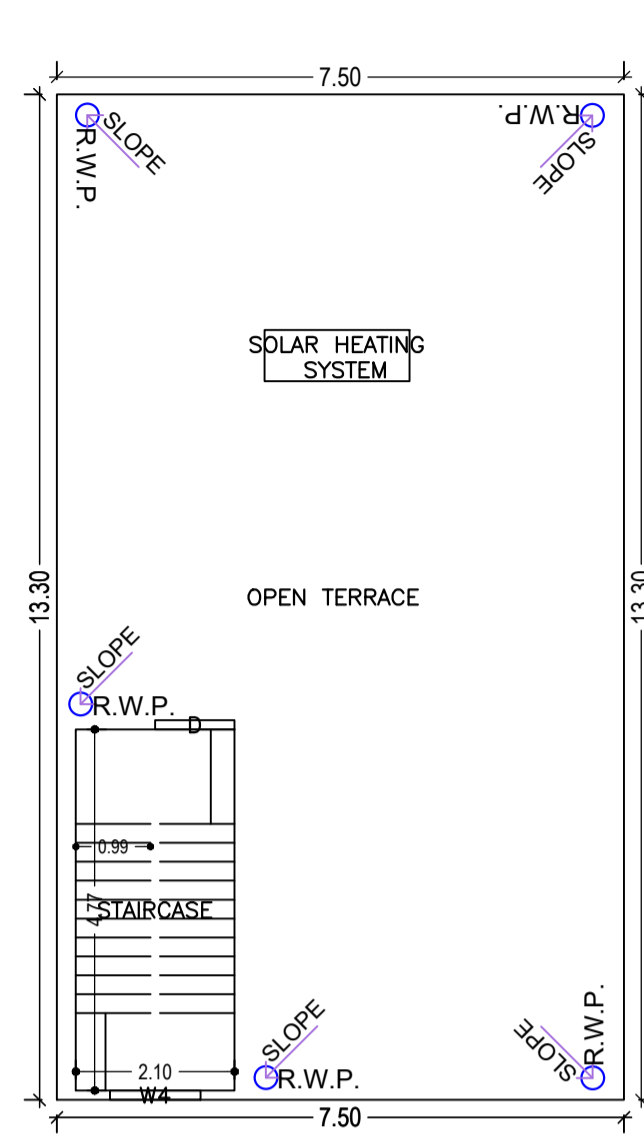 7.50
SLOPE
R.W.P.
R.W.P.
SLOPE
SOLAR HEATING
SYSTEM
13.30
13.30
OPEN TERRACE
SLOPE
R.W.P.
D
0.99
4.77
STAIRCASE
2.10
W4
SLOPE
R.W.P.
SLOPE
R.W.P.
7.50